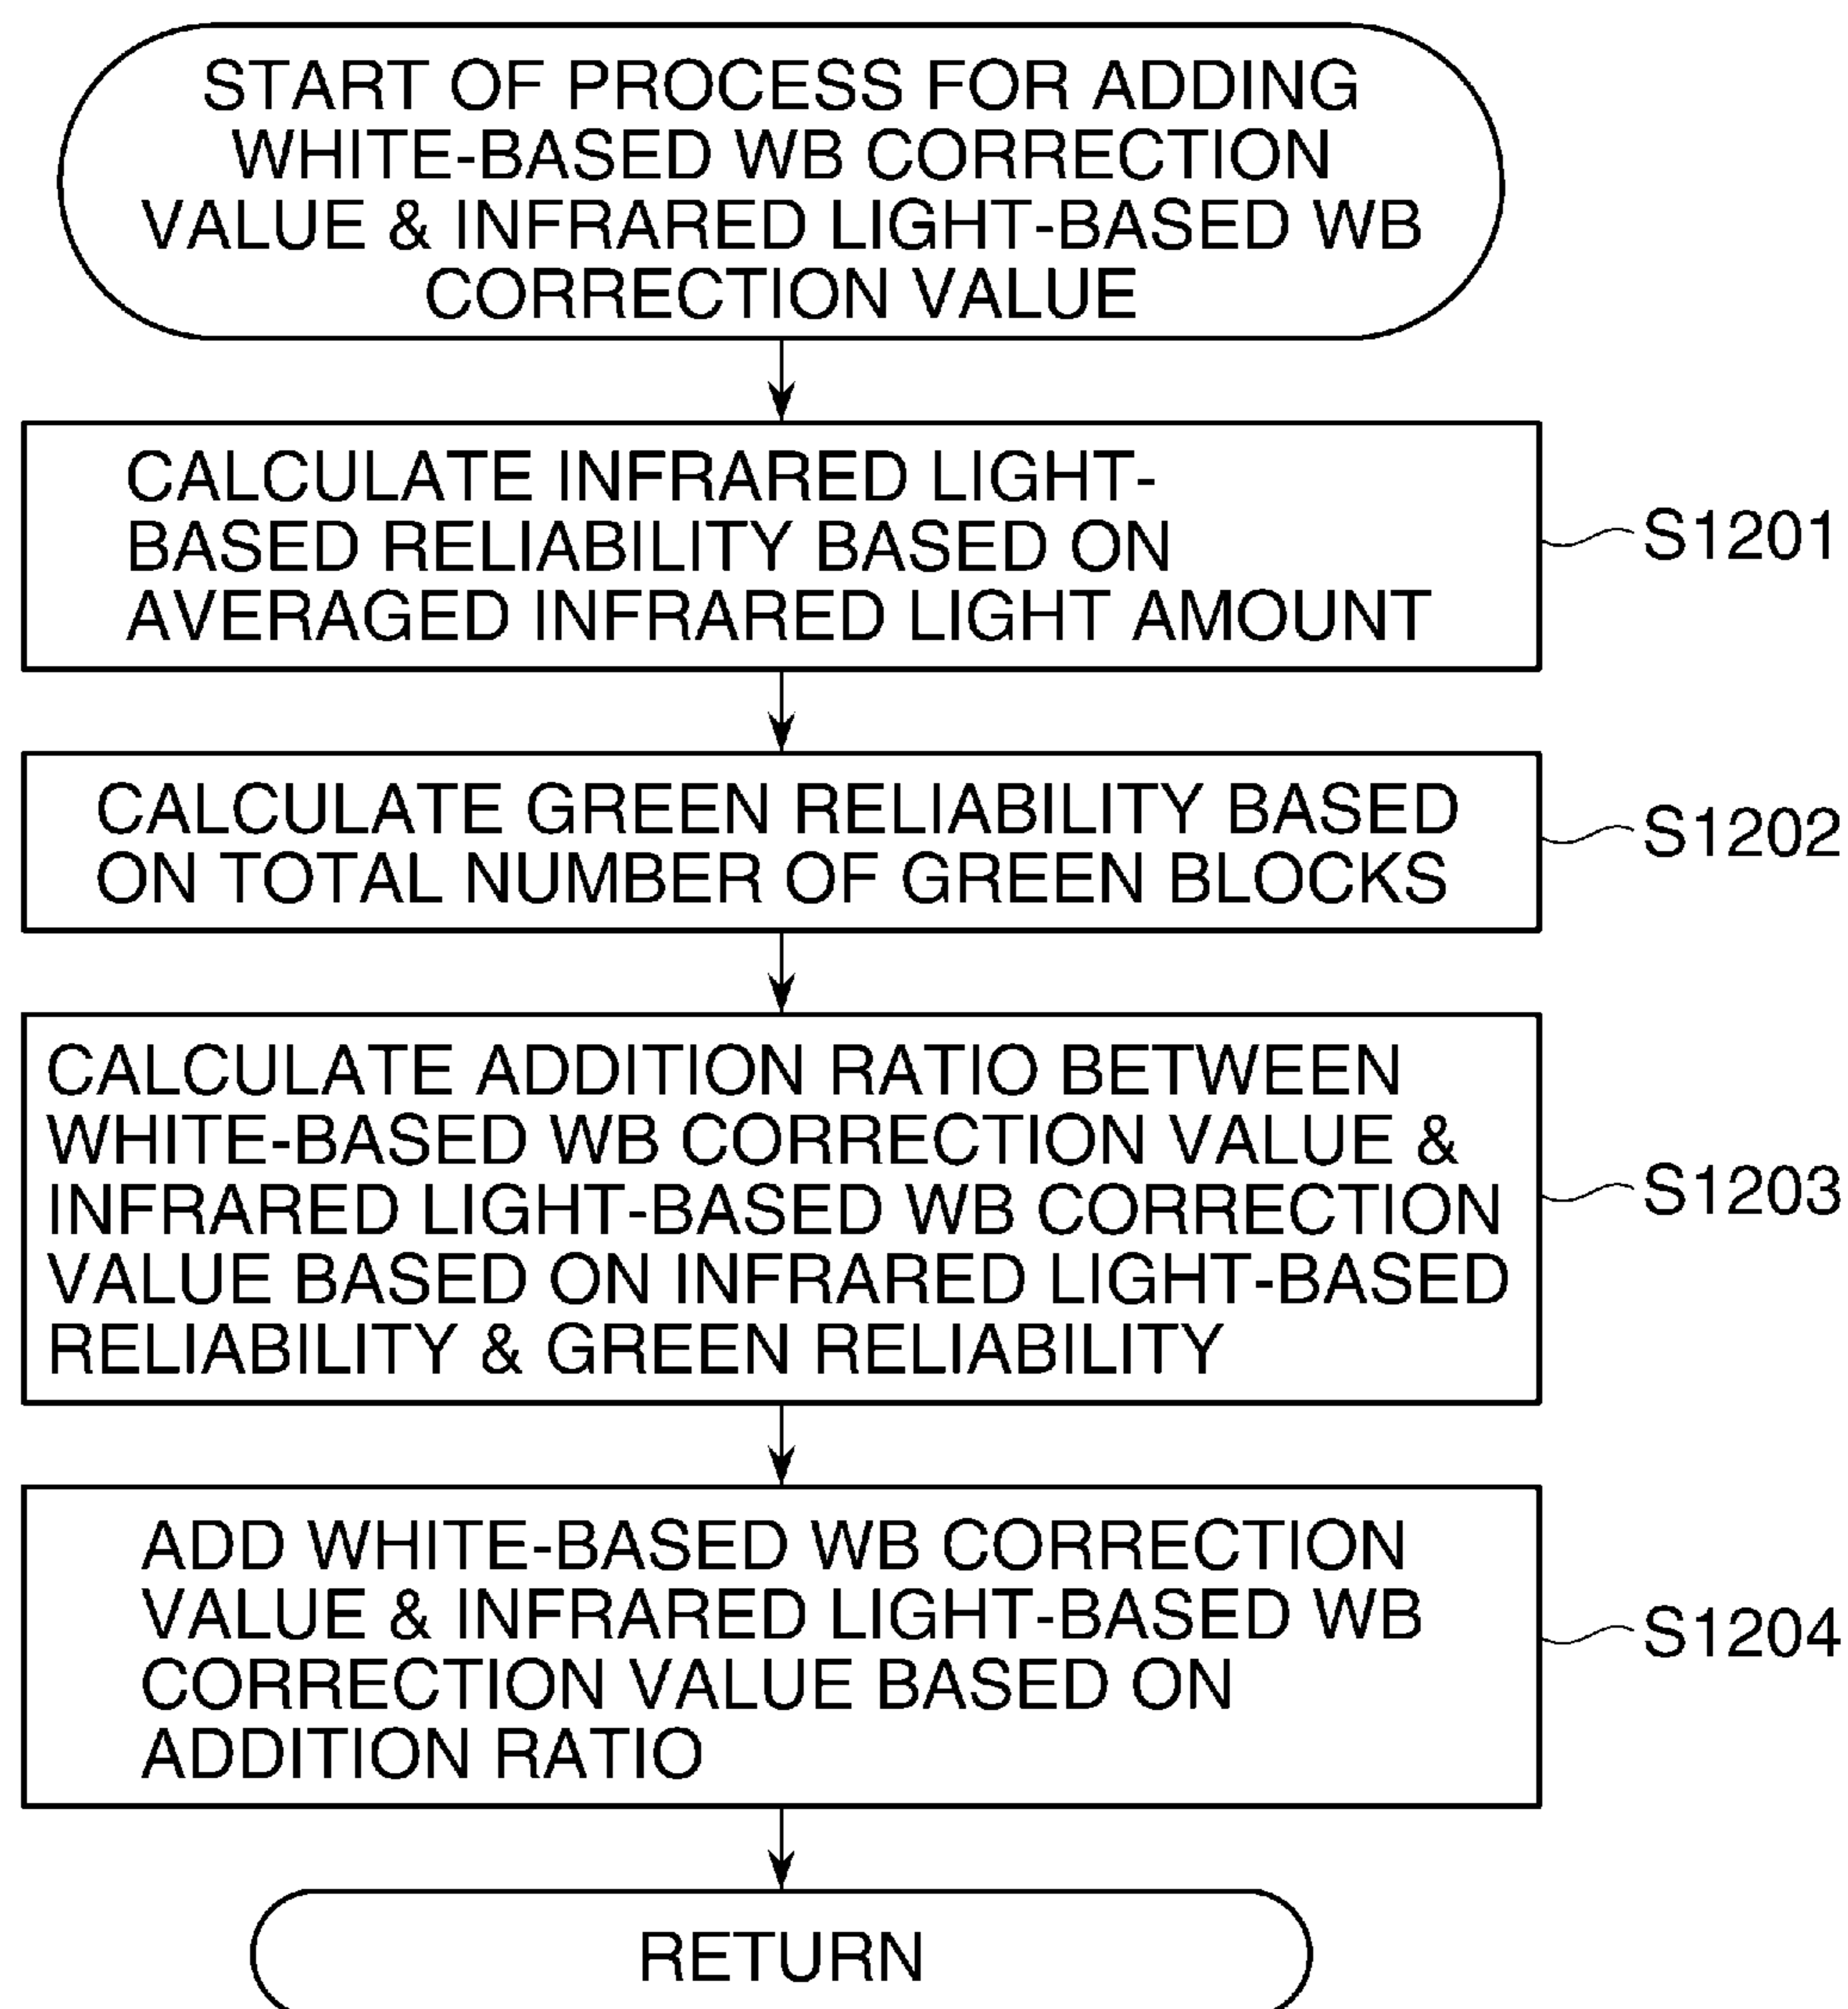 START OF PROCESS FOR ADDING
WHITE-BASED WB CORRECTION
VALUE & INFRARED LIGHT-BASED WB
CORRECTION VALUE
CALCULATE INFRARED LIGHT-
BASED RELIABILITY BASED ON
AVERAGED INFRARED LIGHT AMOUNT
S1201
CALCULATE GREEN RELIABILITY BASED
ON TOTAL NUMBER OF GREEN BLOCKS
S1202
CALCULATE ADDITION RATIO BETWEEN
WHITE-BASED WB CORRECTION VALUE &
INFRARED LIGHT-BASED WB CORRECTION
VALUE BASED ON INFRARED LIGHT-BASED
RELIABILITY & GREEN RELIABILITY
S1203
ADD WHITE-BASED WB CORRECTION
VALUE & INFRARED LIGHT-BASED WB
CORRECTION VALUE BASED ON
ADDITION RATIO
S1204
RETURN